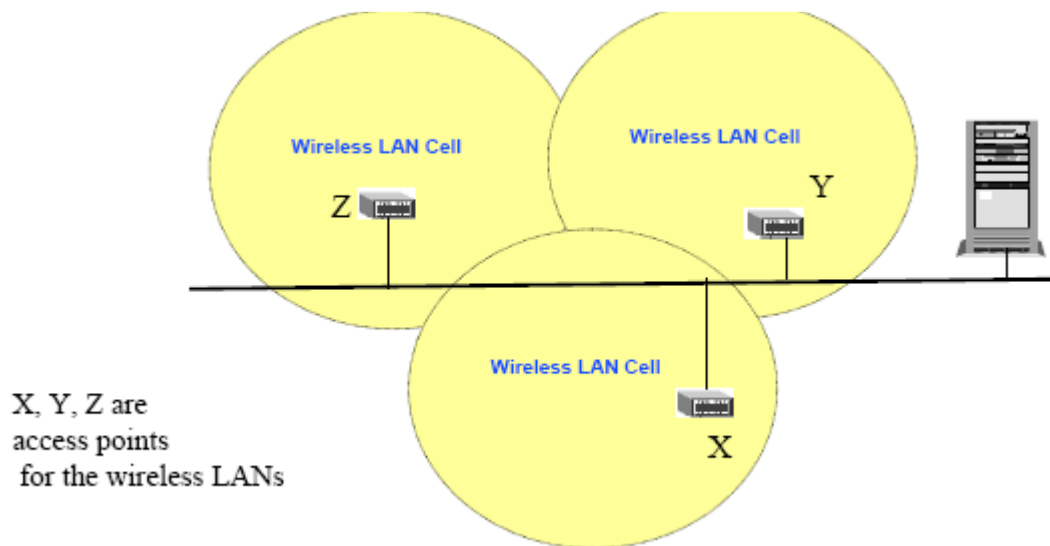 Wireless LAN Cell
Wireless LAN Cell
Z
Y
Wireless LAN Cell
X
X, Y, Z are
access points
for the wireless LANs